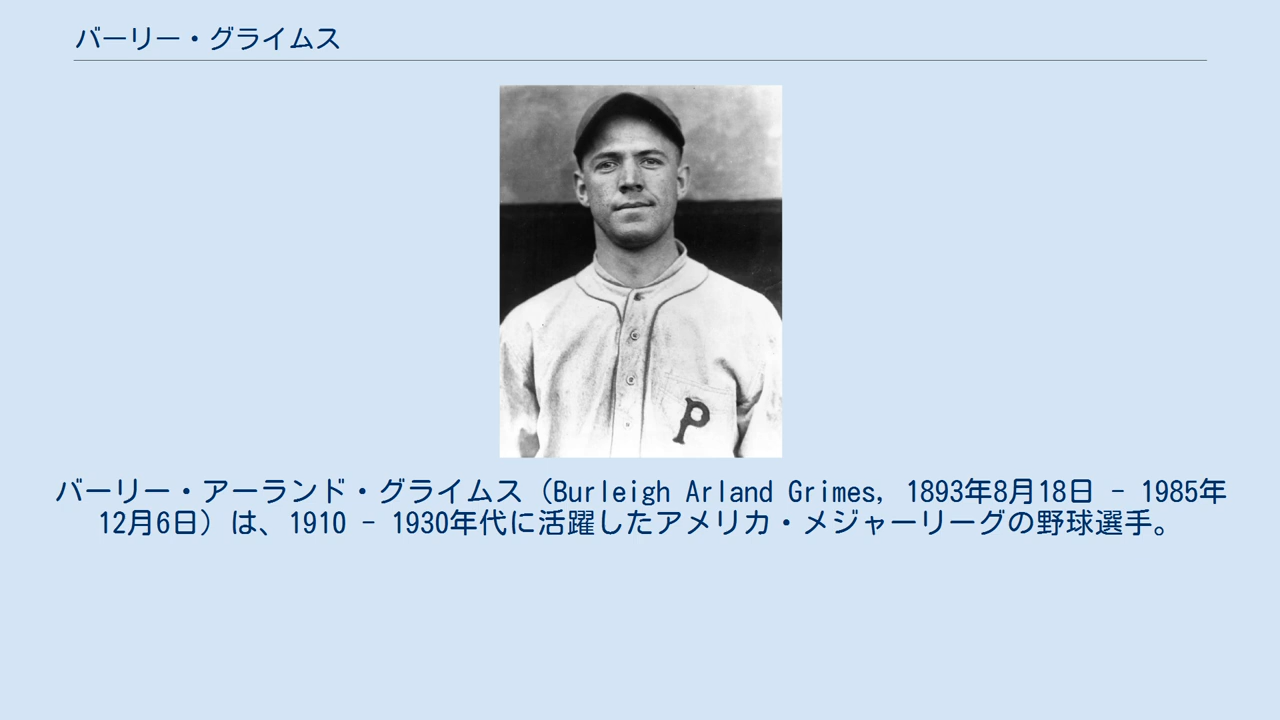 バーリー・グライムス
P
バーリー・アーランド・グライムス（Burleigh Arland Grimes, 1893年8月18日 - 1985年
12月6日）は、1910 - 1930年代に活躍したアメリカ・メジャーリーグの野球選手。